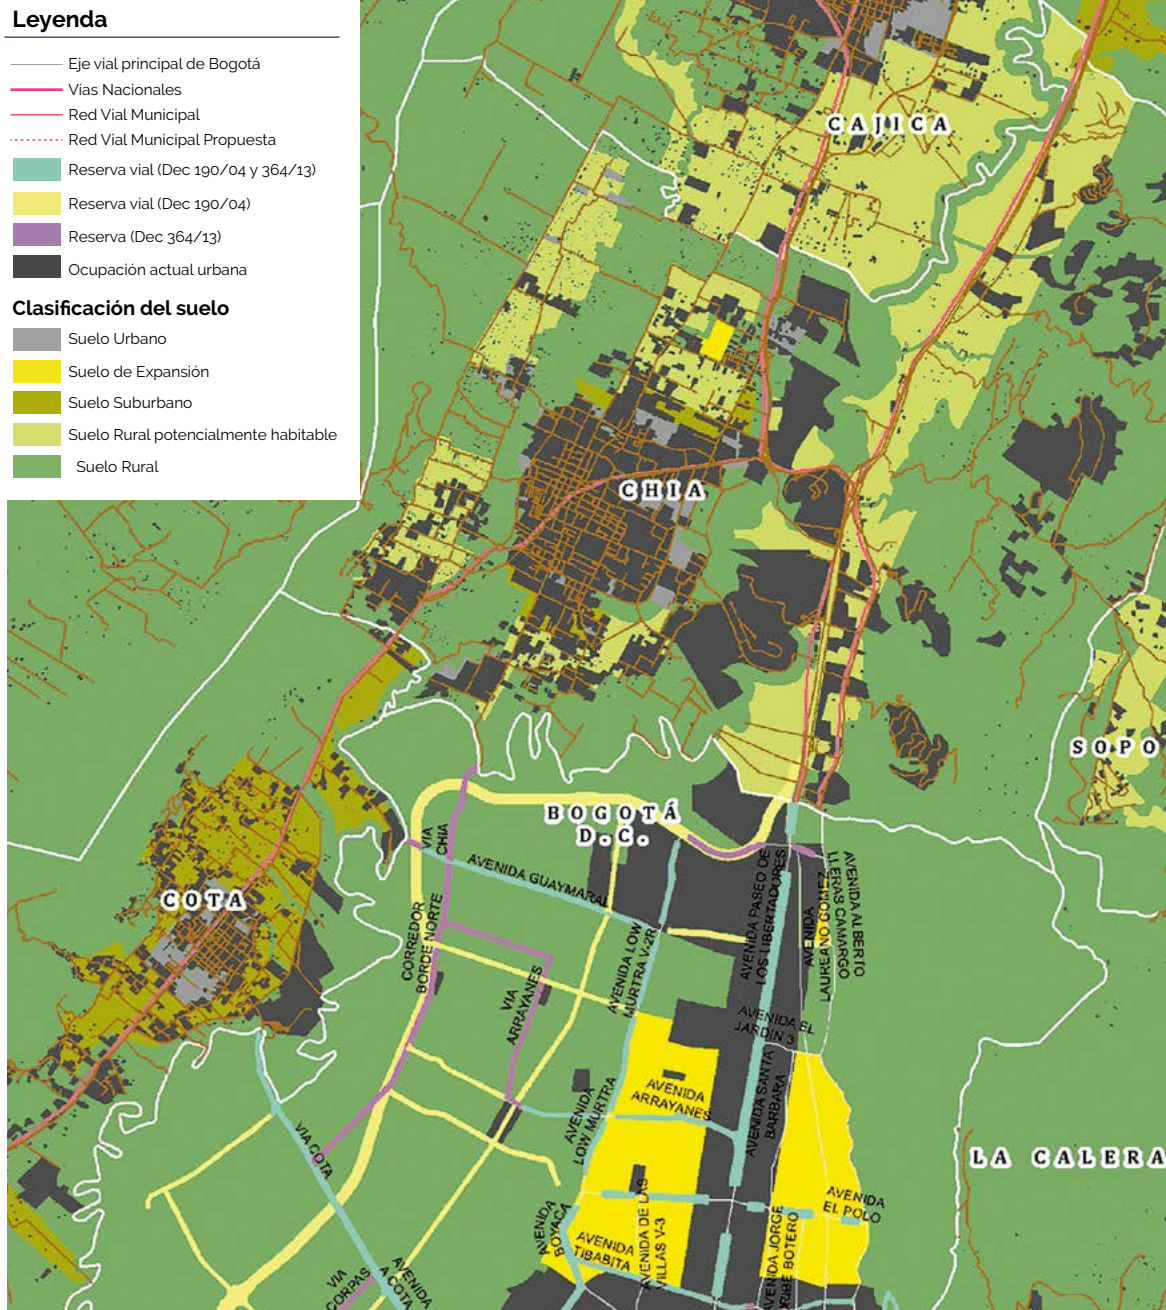 Leyenda
Eje vial principal de Bogotá
Vias Nacionales
Red Vial Municipal
Red Vial Municipal Propuesta
Reserva vial (Dec 190/04 y 364/13)
Reserva vial (Dec 190/04)
Reserva (Dec 364/13)
Ocupación actual urbana
Clasificación del suelo
Suelo Urbano
Suelo de Expansión
Suelo Suburbano
Suelo Rural potencialmente habitable
Suelo Rural
CAJICA
CHIA
SOPO
BOGOTÁ
D.C.
COTA
LA CALERA
VIA
CHIA
AVENIDA GUAYMARAL
CORREDOR
BORDE NORTE
VIA
ARRAYANES
AVENIDA LOW
MURTRA V-2R
AVENIDA PASEO DE
LOS LIBERTADORES
AVENIDA
LAUREANO GOMEZ
AVENIDA ALBERTO
LLERAS CAMARGO
AVENIDA EL
JARDIN 3
AVENIDA SANTA
BARBARA
AVENIDA
ARRAYANES
AVENIDA
LOW MURTRA
VIA COTA
AVENIDA
EL POLO
AVENIDA
BOYACA
AVENIDA
TIBABITA
AVENIDA DE LAS
VILLAS V-3
AVENIDA JORGE
URIBE BOTERO
VIA
CORPAS
AVENIDA
A COTA